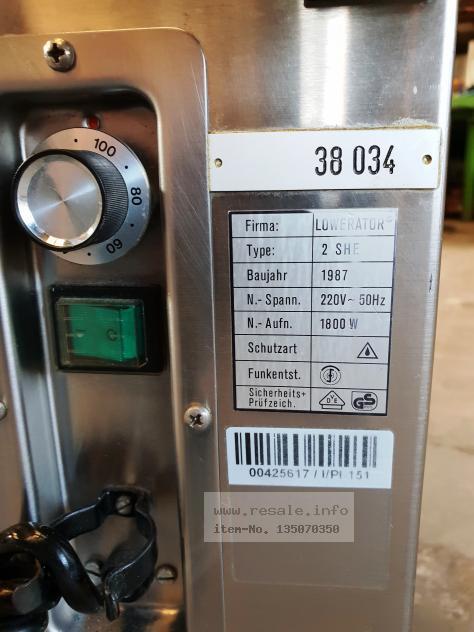 38 034
100
80
60
Firma: LOWERATOR®
Type: 2 SHE
Baujahr 1987
N.- Spann. 220V~ 50Hz
N.- Aufn. 1800 W
Schutzart
Funkentst.
Sicherheits+
Prüfzeich.
VDE GS
00425617 / I/PI 151
www.resale.info
item-No. 135070350